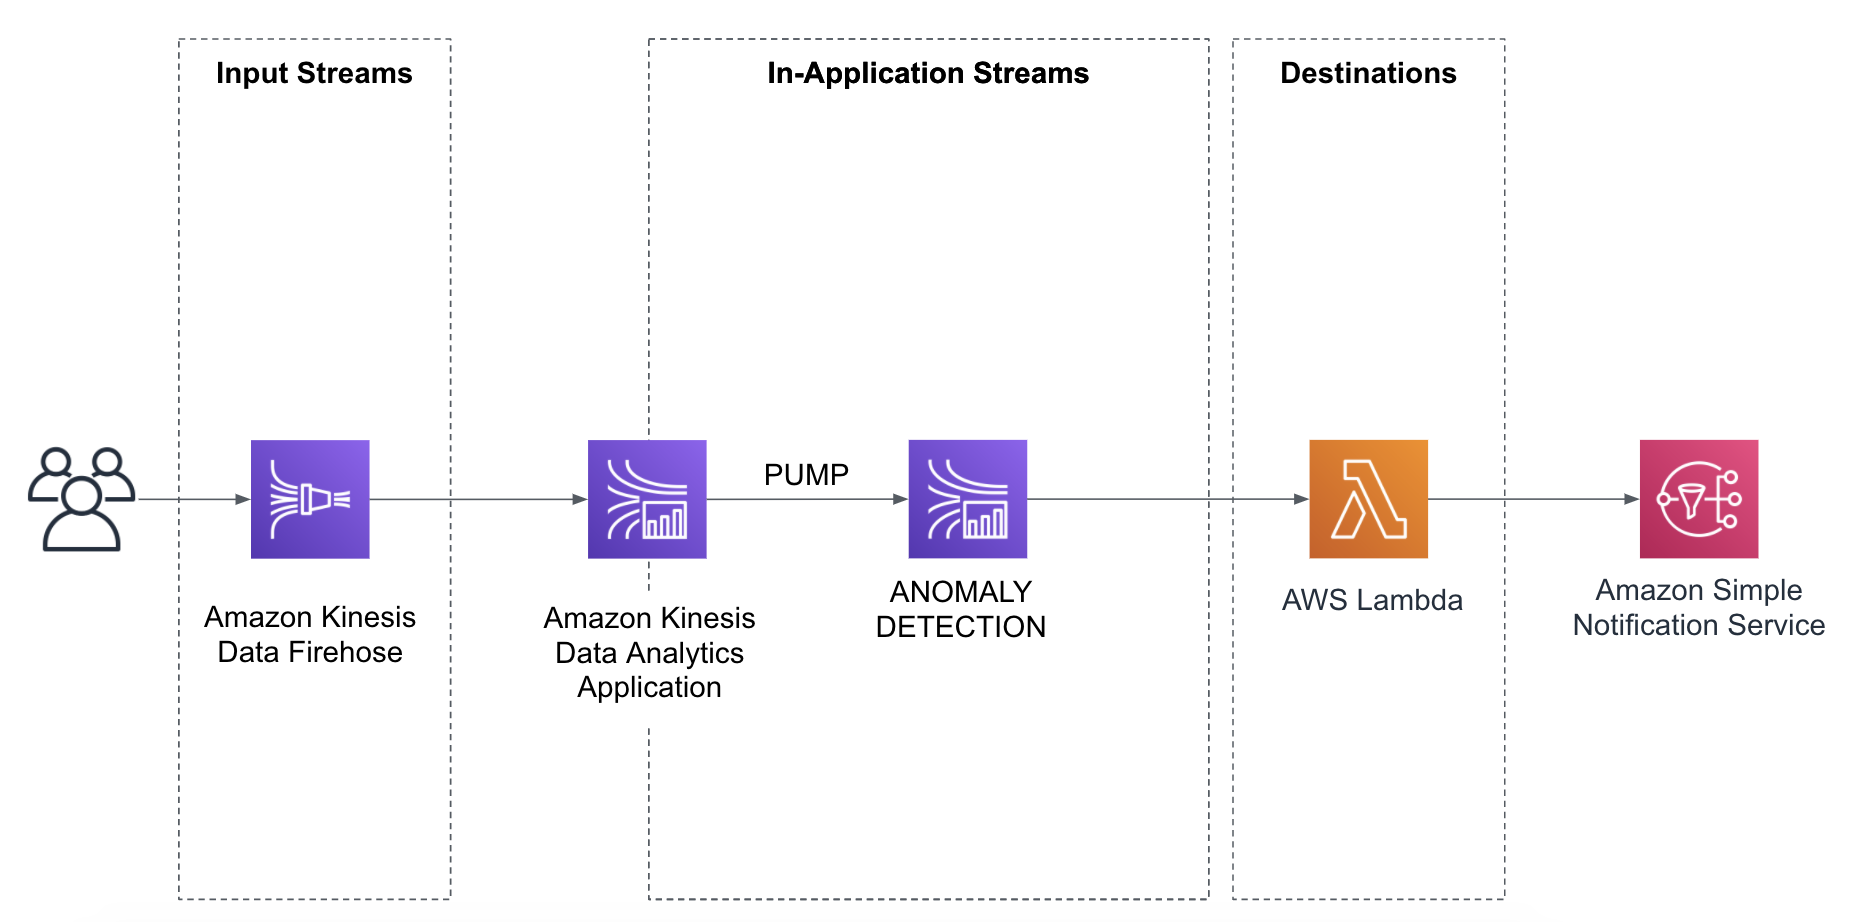 Input Streams
In-Application Streams
Destinations
PUMP
Amazon Kinesis
Data Firehose
Amazon Kinesis
Data Analytics
Application
ANOMALY
DETECTION
AWS Lambda
Amazon Simple
Notification Service